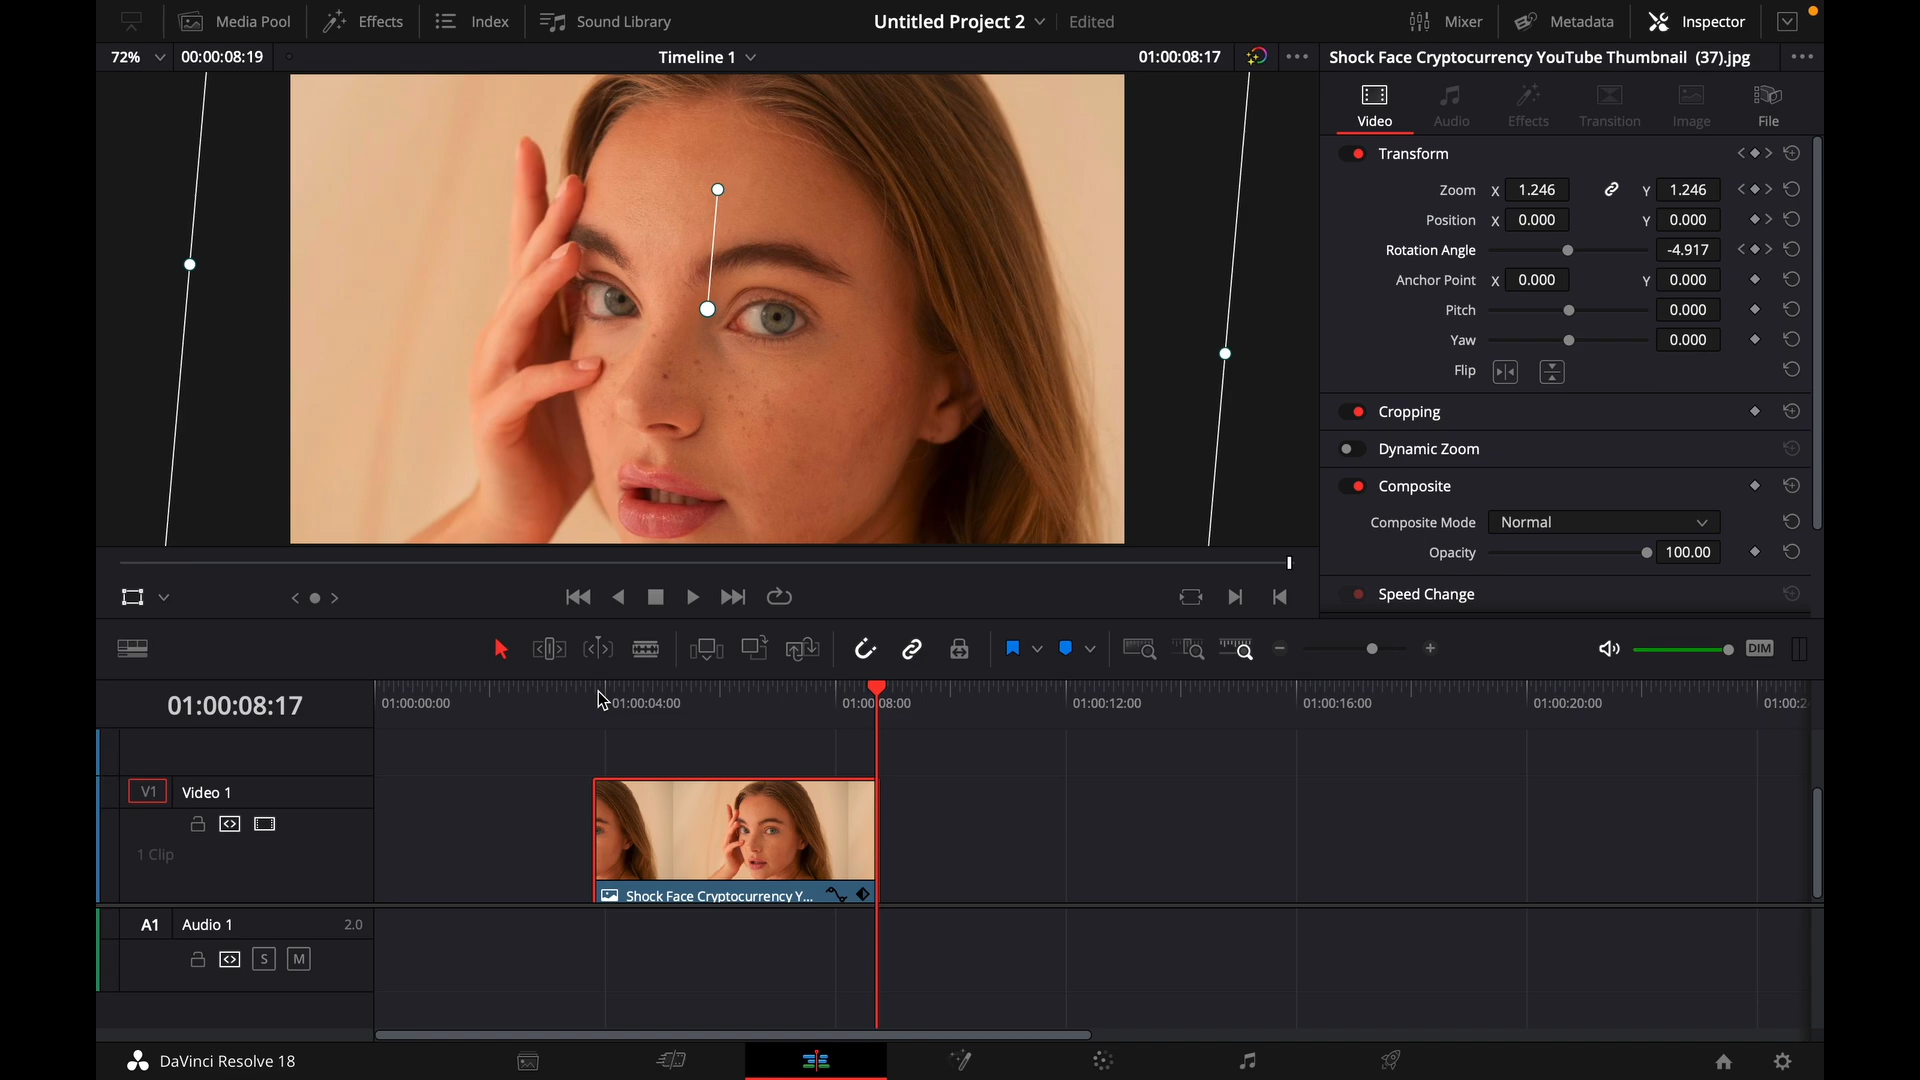 Media Pool Effects Index Sound Library Untitled Project 2 Edited Mixer Metadata Inspector
72% 00:00:08:19 Timeline 1 01:00:08:17 Shock Face Cryptocurrency YouTube Thumbnail (37).jpg
Video Audio Effects Transition Image File
Transform
Zoom X 1.246 Y 1.246
Position X 0.000 Y 0.000
Rotation Angle -4.917
Anchor Point X 0.000 Y 0.000
Pitch 0.000
Yaw 0.000
Flip
Cropping
Dynamic Zoom
Composite
Composite Mode Normal
Opacity 100.00
Speed Change
DIM
01:00:08:17 01:00:00:00 01:00:04:00 01:00:08:00 01:00:12:00 01:00:16:00 01:00:20:00
V1 Video 1
1 Clip
Shock Face Cryptocurrency Y...
A1 Audio 1 2.0
S M
DaVinci Resolve 18